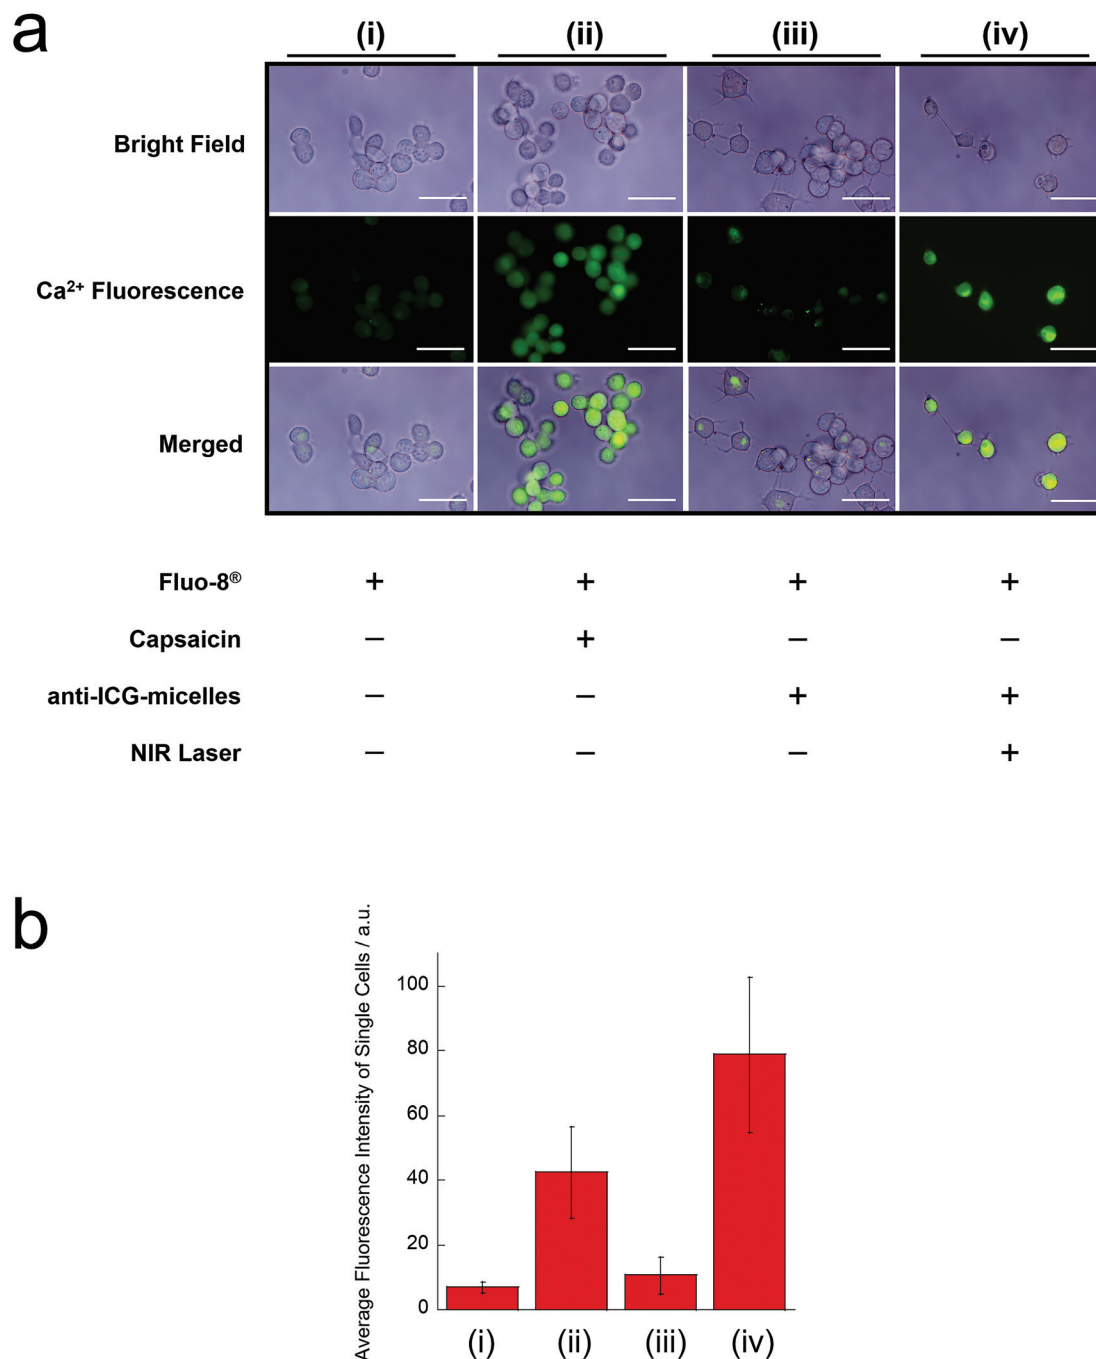 a
(i) (ii) (iii) (iv)
Bright Field
Ca²⁺ Fluorescence
Merged
Fluo-8® + + + +
Capsaicin − + − −
anti-ICG-micelles − − + +
NIR Laser − − − +
b
Average Fluorescence Intensity of Single Cells / a.u.
100
80
60
40
20
0
(i) (ii) (iii) (iv)